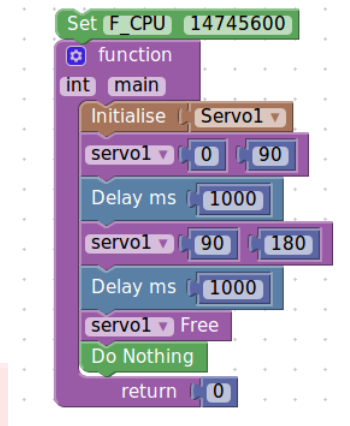 Set F_CPU 14745600
function
int main
Initialise Servo1
servo1 0 90
Delay ms 1000
servo1 90 180
Delay ms 1000
servo1 Free
Do Nothing
return 0